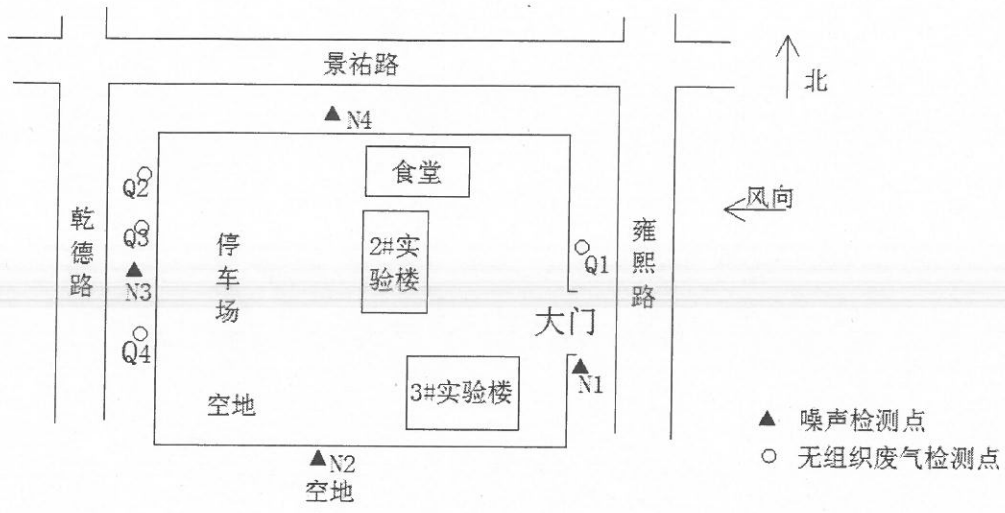 景祐路
北
N4
食堂
Q2
风向
乾德路
Q3
停车场
2#实
验楼
Q1
雍熙路
N3
大门
Q4
3#实验楼
N1
空地
噪声检测点
N2
无组织废气检测点
空地